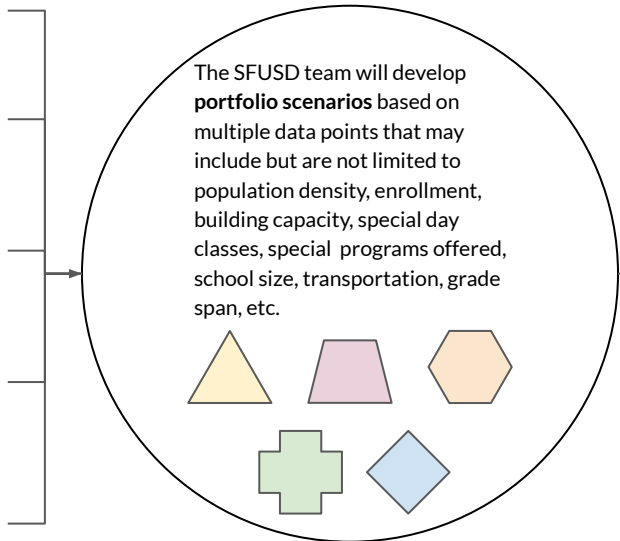 The SFUSD team will develop
portfolio scenarios based on
multiple data points that may
include but are not limited to
population density, enrollment,
building capacity, special day
classes, special  programs offered,
school size, transportation, grade
span, etc.